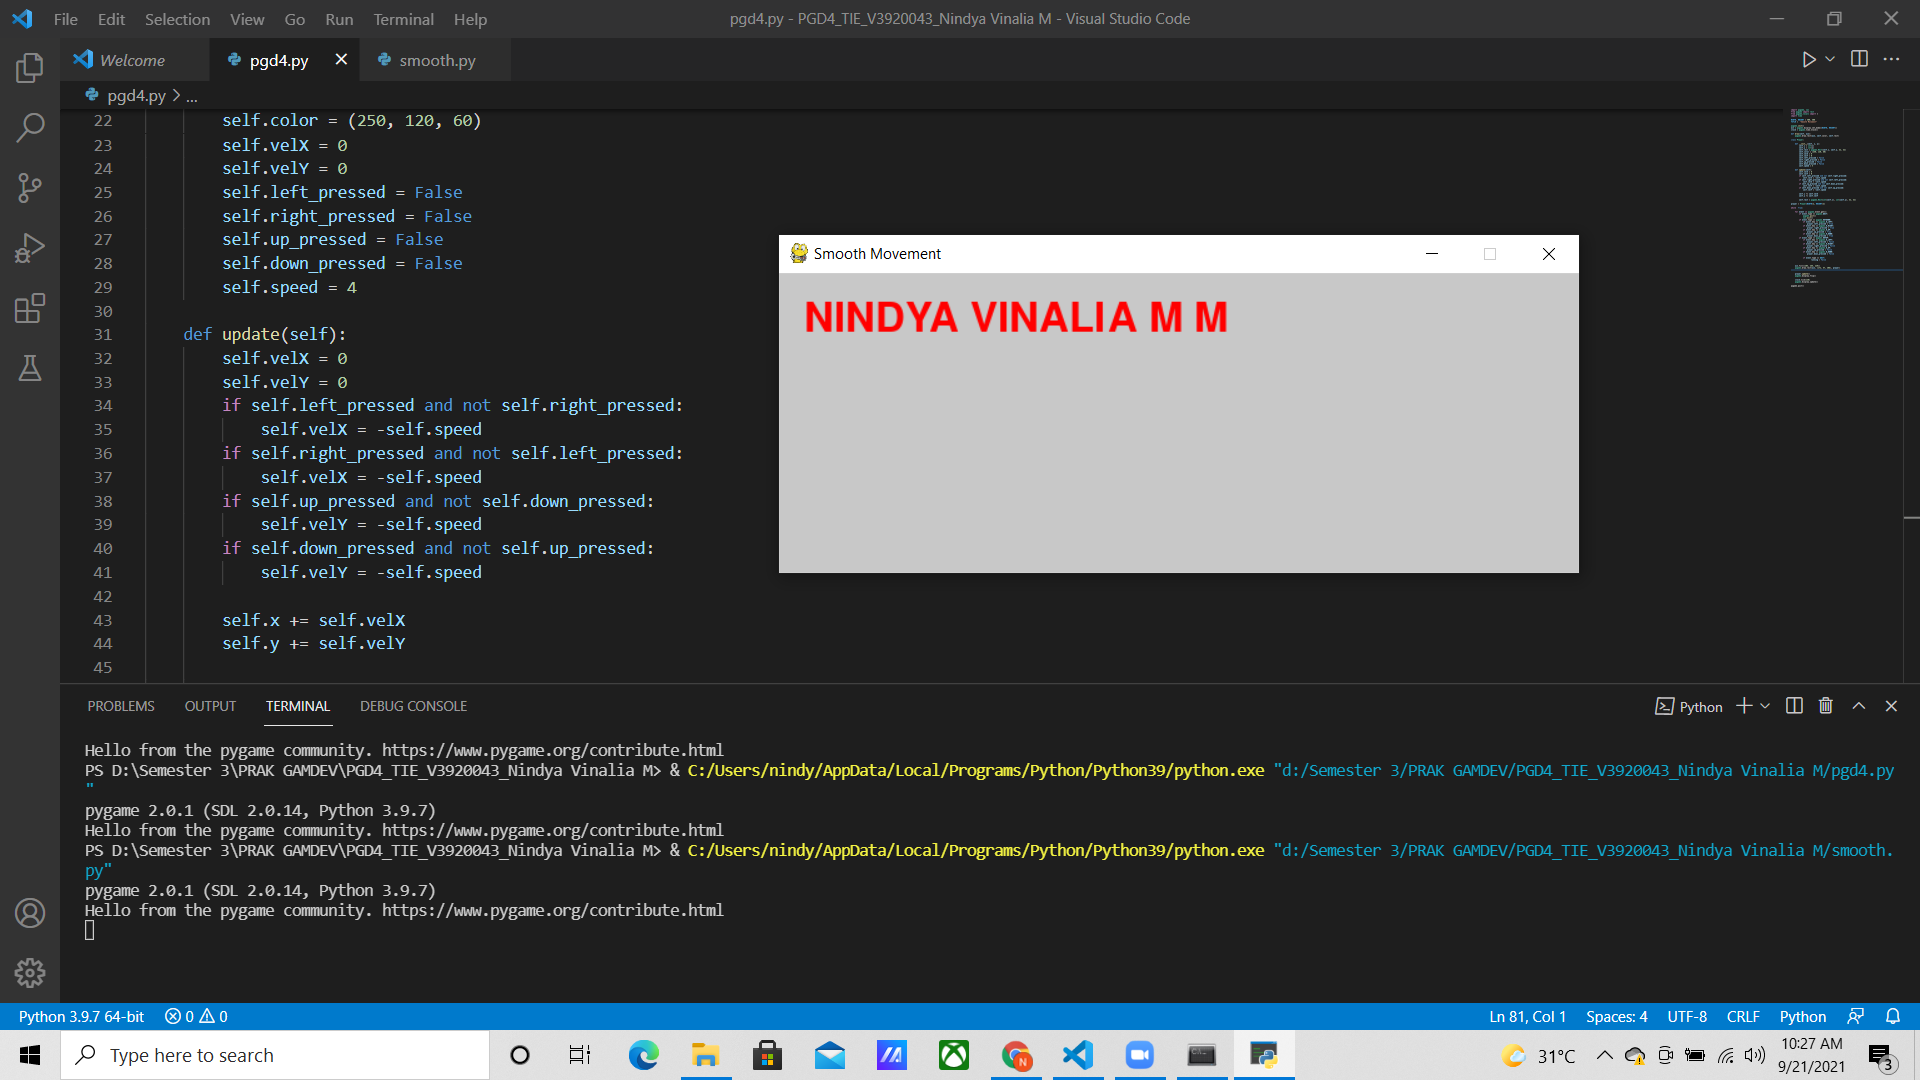 File Edit Selection View Go Run Terminal Help
pgd4.py - PGD4_TIE_V3920043_Nindya Vinalia M - Visual Studio Code
Welcome
pgd4.py
smooth.py
pgd4.py > ...
22 self.color = (250, 120, 60)
23 self.velX = 0
24 self.velY = 0
25 self.left_pressed = False
26 self.right_pressed = False
27 self.up_pressed = False
28 self.down_pressed = False
29 self.speed = 4
30
31 def update(self):
32 self.velX = 0
33 self.velY = 0
34 if self.left_pressed and not self.right_pressed:
35 self.velX = -self.speed
36 if self.right_pressed and not self.left_pressed:
37 self.velX = -self.speed
38 if self.up_pressed and not self.down_pressed:
39 self.velY = -self.speed
40 if self.down_pressed and not self.up_pressed:
41 self.velY = -self.speed
42
43 self.x += self.velX
44 self.y += self.velY
45
Smooth Movement
NINDYA VINALIA M M
PROBLEMS OUTPUT TERMINAL DEBUG CONSOLE
Python
Hello from the pygame community. https://www.pygame.org/contribute.html
PS D:\Semester 3\PRAK GAMDEV\PGD4_TIE_V3920043_Nindya Vinalia M> & C:/Users/nindy/AppData/Local/Programs/Python/Python39/python.exe "d:/Semester 3/PRAK GAMDEV/PGD4_TIE_V3920043_Nindya Vinalia M/pgd4.py
"
pygame 2.0.1 (SDL 2.0.14, Python 3.9.7)
Hello from the pygame community. https://www.pygame.org/contribute.html
PS D:\Semester 3\PRAK GAMDEV\PGD4_TIE_V3920043_Nindya Vinalia M> & C:/Users/nindy/AppData/Local/Programs/Python/Python39/python.exe "d:/Semester 3/PRAK GAMDEV/PGD4_TIE_V3920043_Nindya Vinalia M/smooth.
py"
pygame 2.0.1 (SDL 2.0.14, Python 3.9.7)
Hello from the pygame community. https://www.pygame.org/contribute.html
Python 3.9.7 64-bit 0 0
Ln 81, Col 1 Spaces: 4 UTF-8 CRLF Python
Type here to search
31°C
10:27 AM
9/21/2021
3